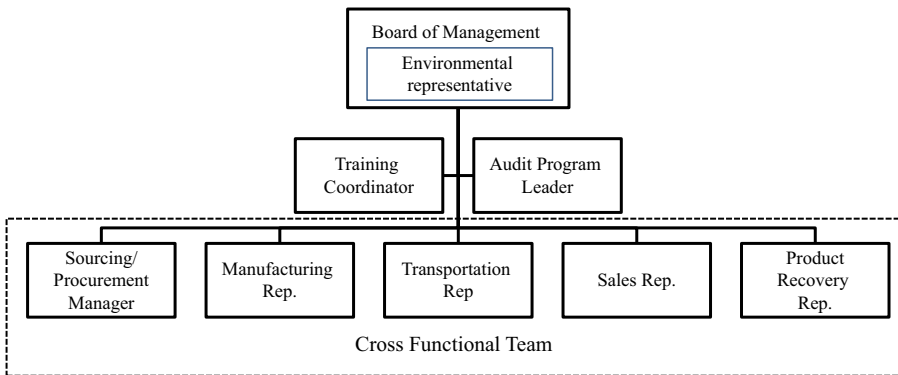 Board of Management
Environmental
representative
Training
Coordinator
Audit Program
Leader
Sourcing/
Procurement
Manager
Manufacturing
Rep.
Transportation
Rep
Sales Rep.
Product
Recovery
Rep.
Cross Functional Team